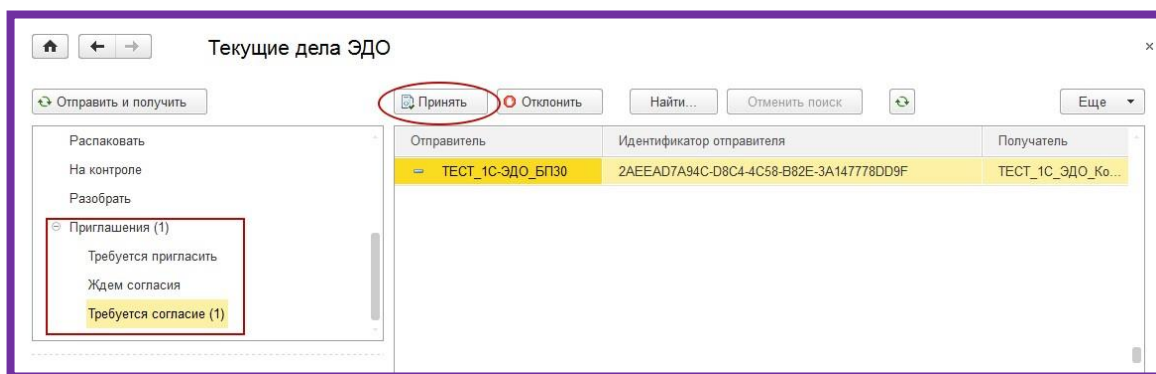 Текущие дела ЭДО
Отправить и получить
Принять
Отклонить
Найти...
Отменить поиск
Еще
Распаковать
На контроле
Разобрать
Приглашения (1)
Требуется пригласить
Ждем согласия
Требуется согласие (1)
Отправитель Идентификатор отправителя Получатель
ТЕСТ_1С-ЭДО_БП30 2AEEAD7A94C-D8C4-4C58-B82E-3A147778DD9F ТЕСТ_1С_ЭДО_Ко...